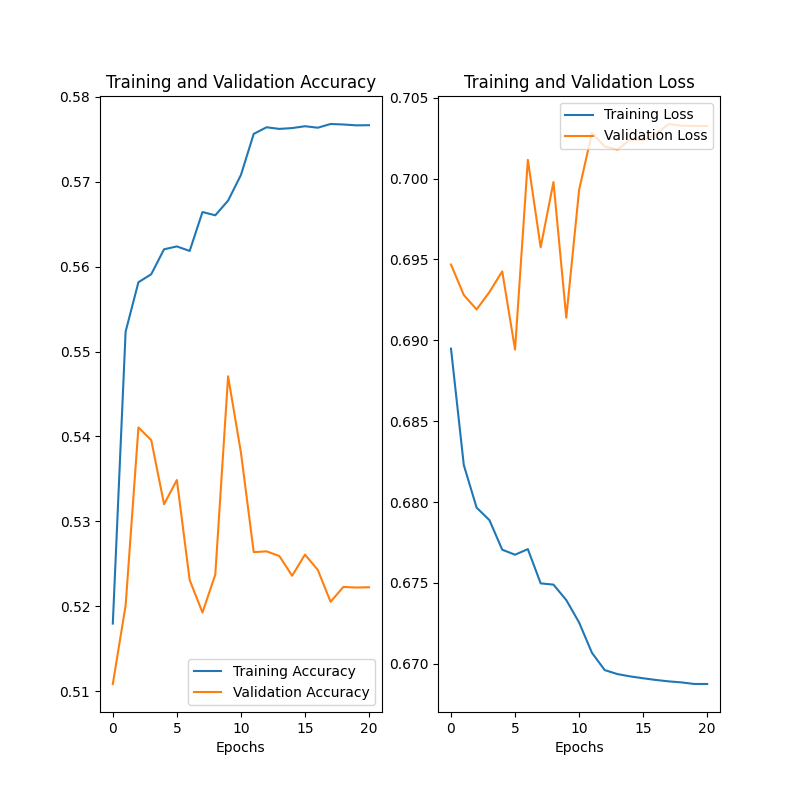 Training and Validation Accuracy
0.58
0.57
0.56
0.55
0.54
0.53
0.52
0.51
Training Accuracy
Validation Accuracy
0 5 10 15 20
Epochs
Training and Validation Loss
0.705
0.700
0.695
0.690
0.685
0.680
0.675
0.670
Training Loss
Validation Loss
0 5 10 15 20
Epochs